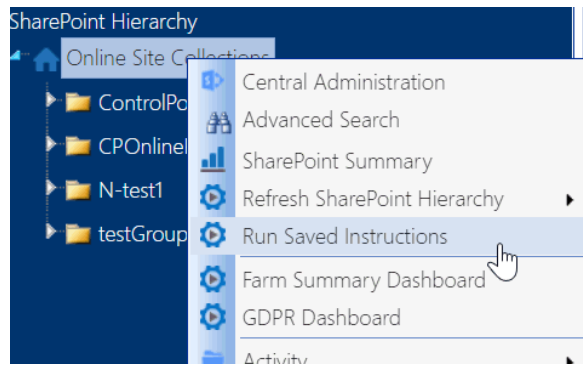 SharePoint Hierarchy
Online Site Collections
Central Administration
ControlPo
Advanced Search
CPOnlineI
SharePoint Summary
N-test1
Refresh SharePoint Hierarchy
testGroup
Run Saved Instructions
Farm Summary Dashboard
GDPR Dashboard
Activity